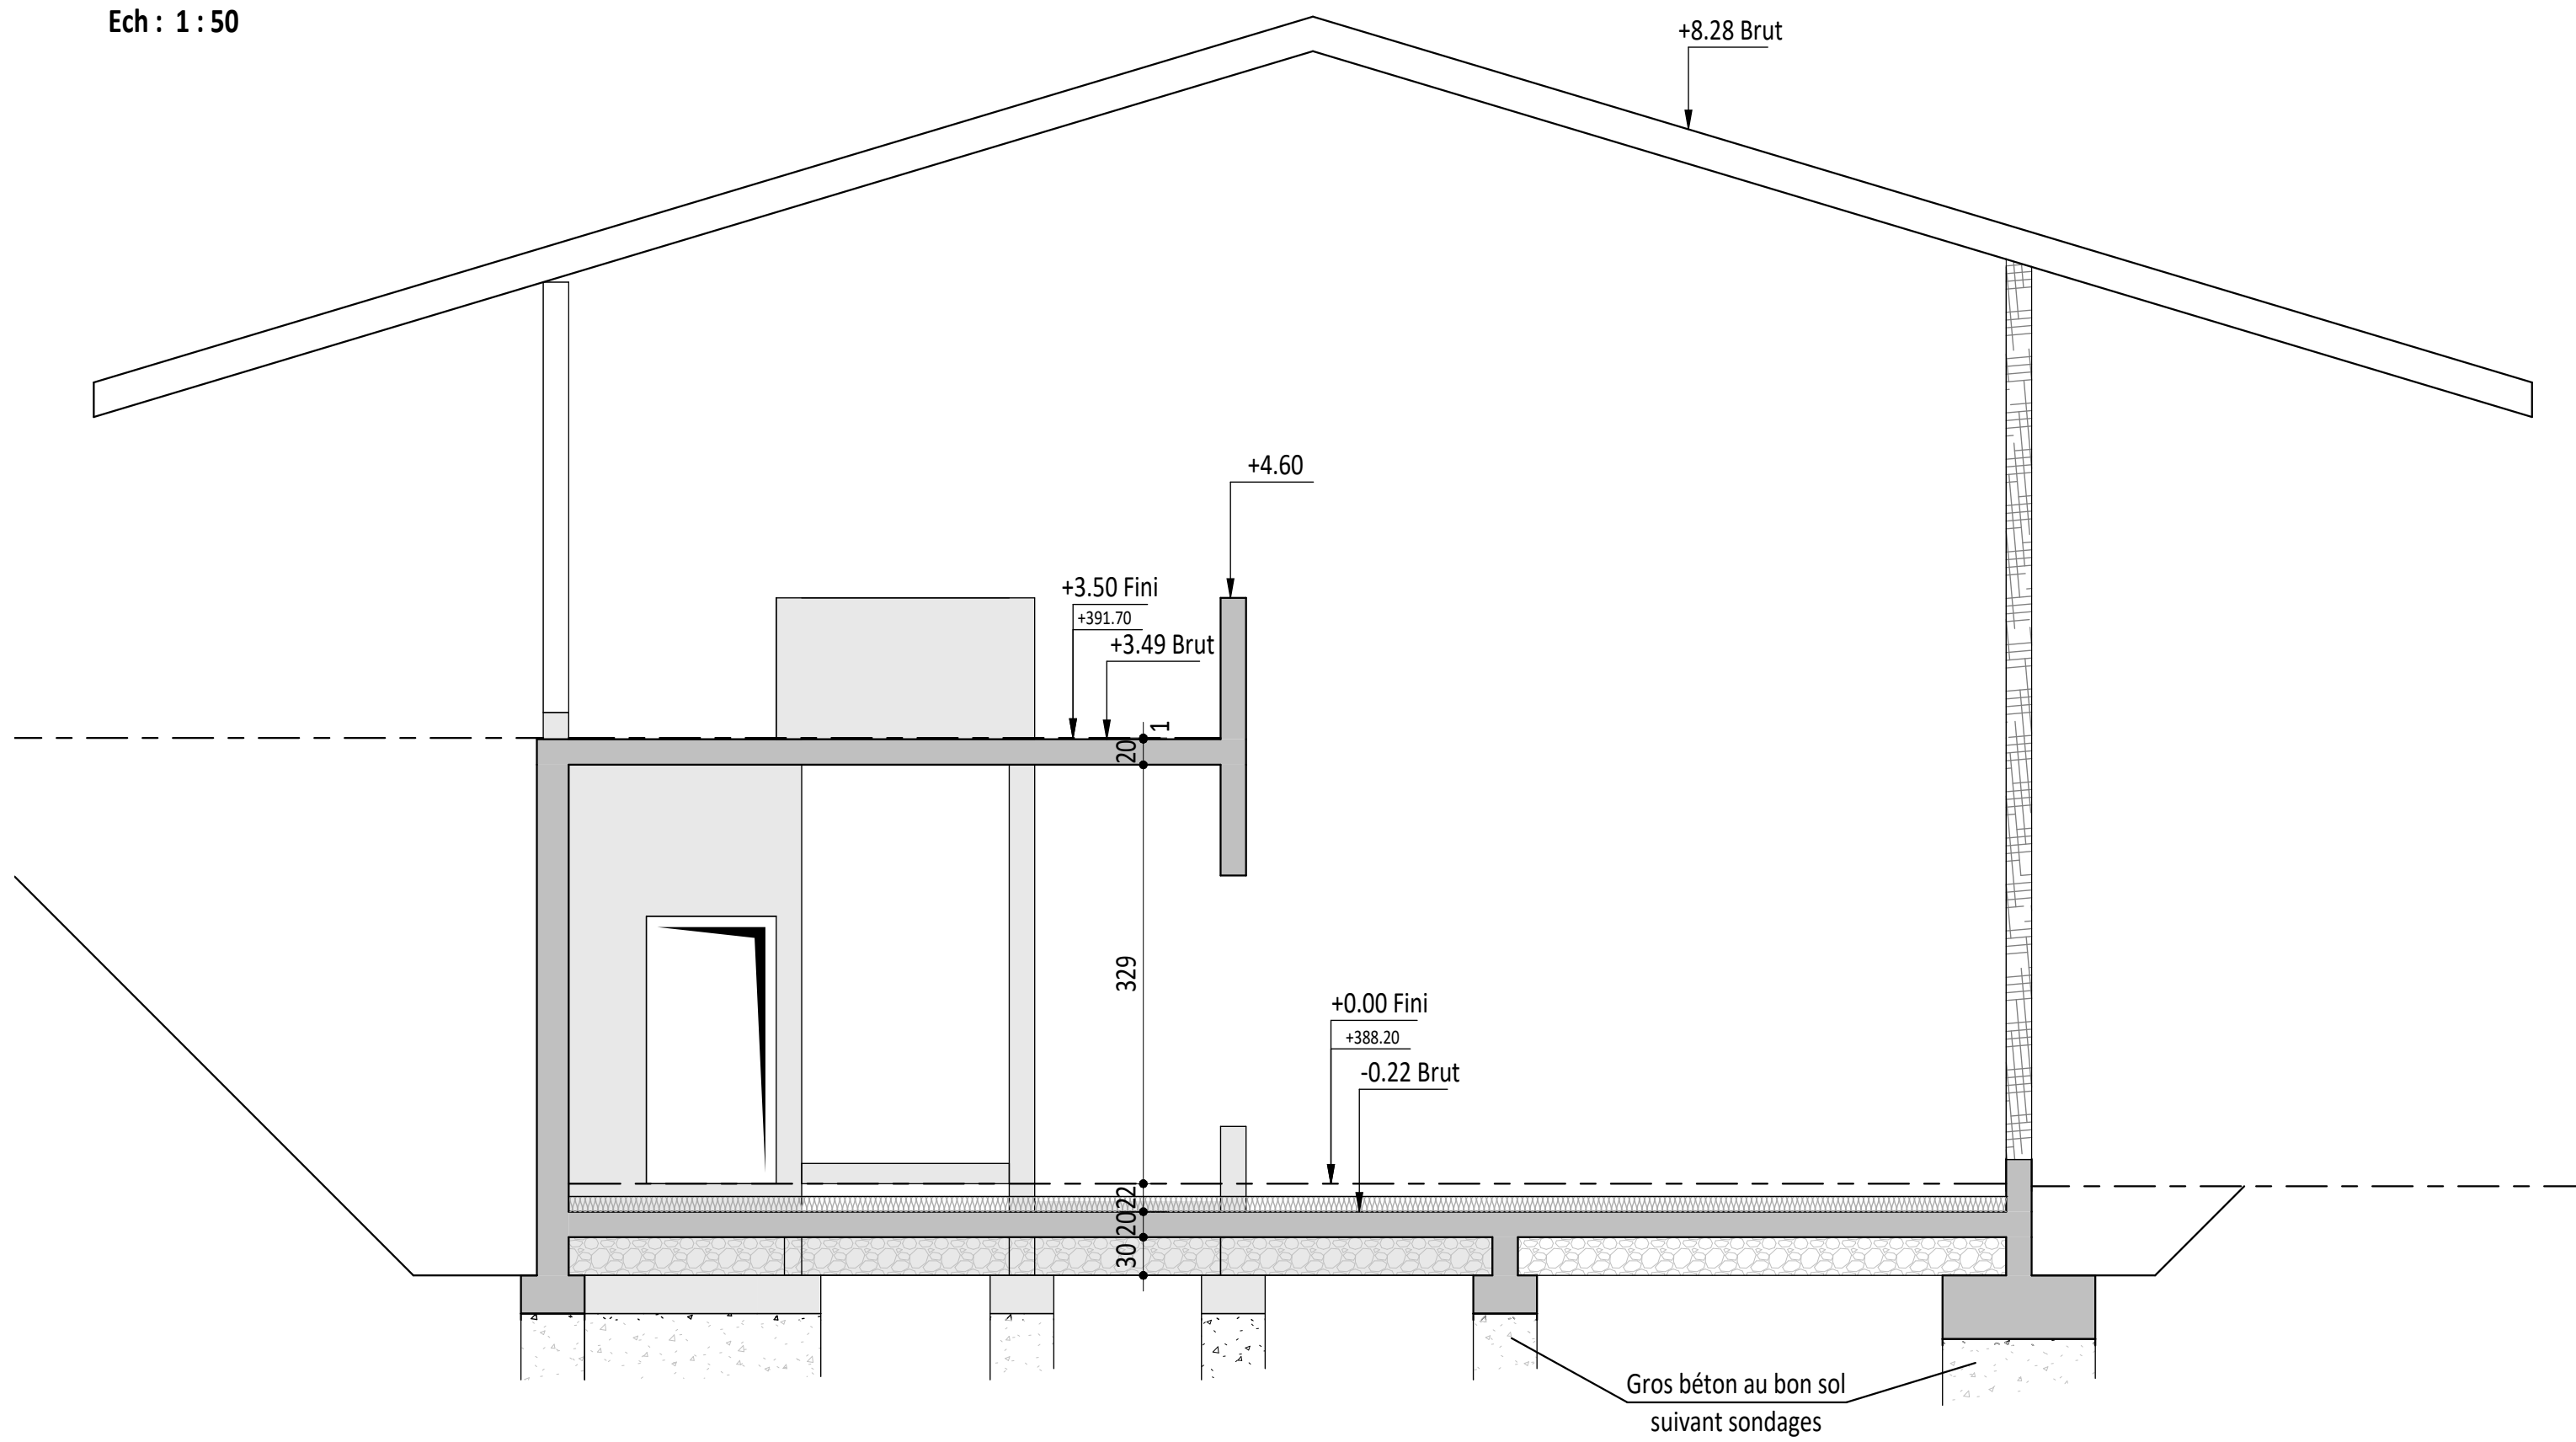 Ech : 1 : 50
+8.28 Brut
+4.60
+3.50 Fini
+391.70
+3.49 Brut
1
20
329
+0.00 Fini
+388.20
-0.22 Brut
22
20
30
Gros béton au bon sol
suivant sondages